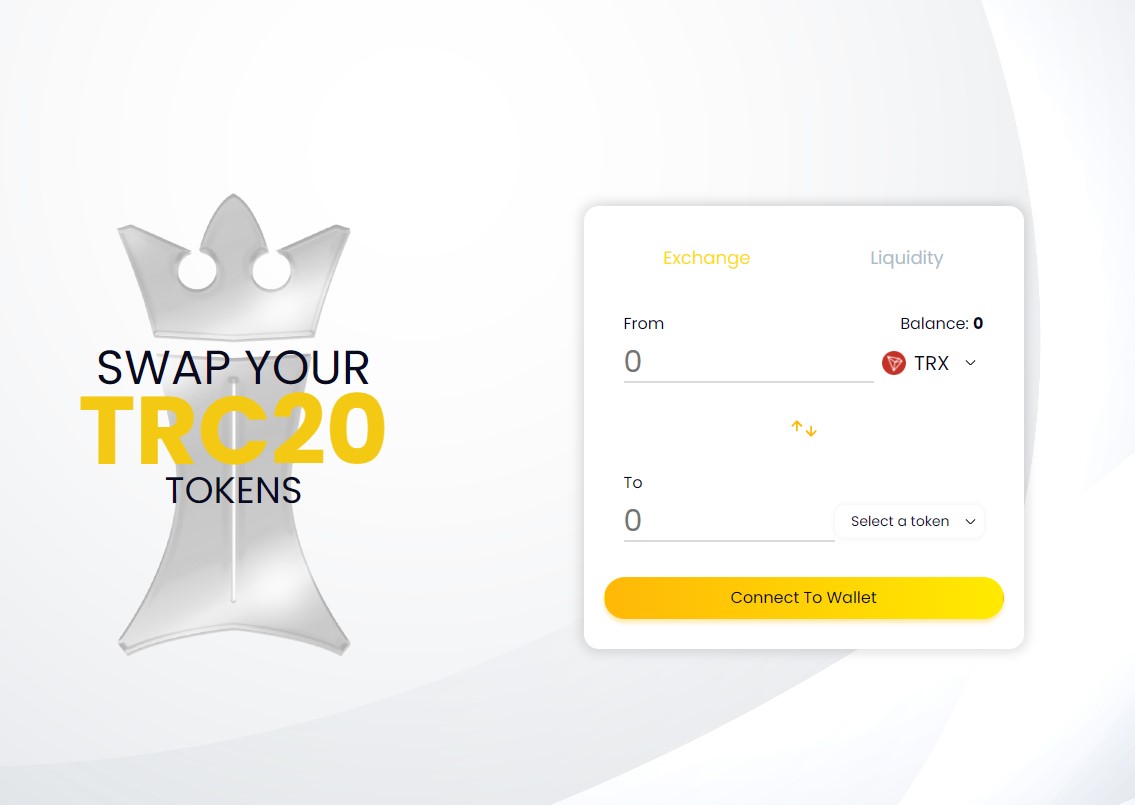 SWAP YOUR
TRC20
TOKENS
Exchange
Liquidity
From
Balance: 0
0
TRX
To
0
Select a token
Connect To Wallet